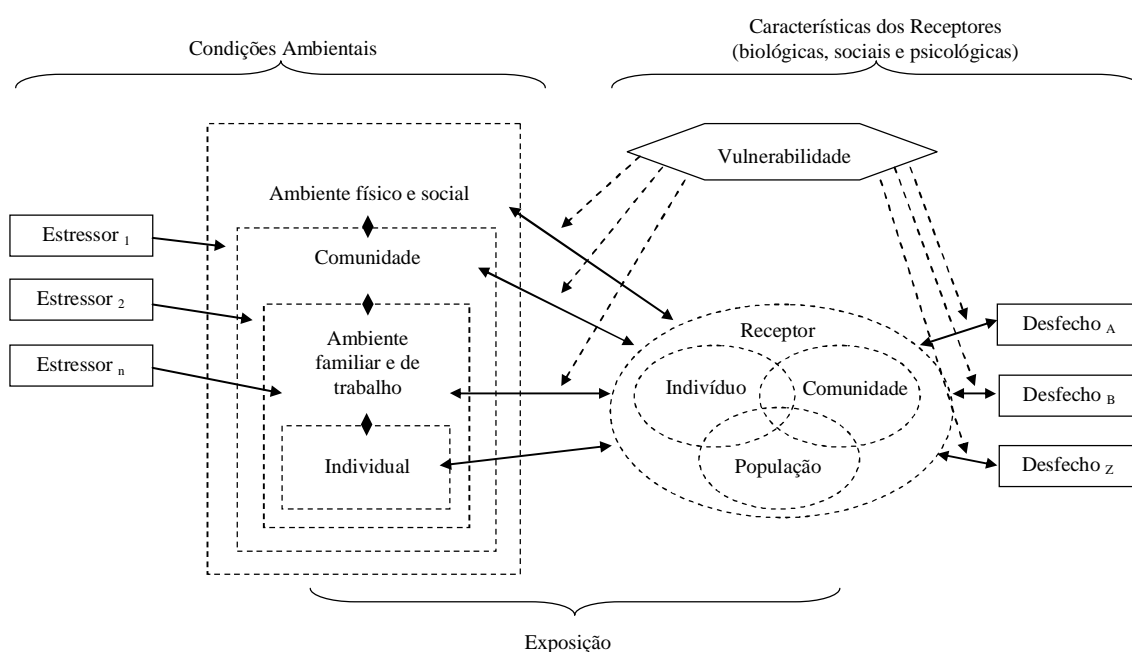 Condições Ambientais
Características dos Receptores
(biológicas, sociais e psicológicas)
Vulnerabilidade
Ambiente físico e social
Estressor 1
Comunidade
Estressor 2
Ambiente
familiar e de
trabalho
Estressor n
Individual
Receptor
Indivíduo
Comunidade
População
Desfecho A
Desfecho B
Desfecho Z
Exposição